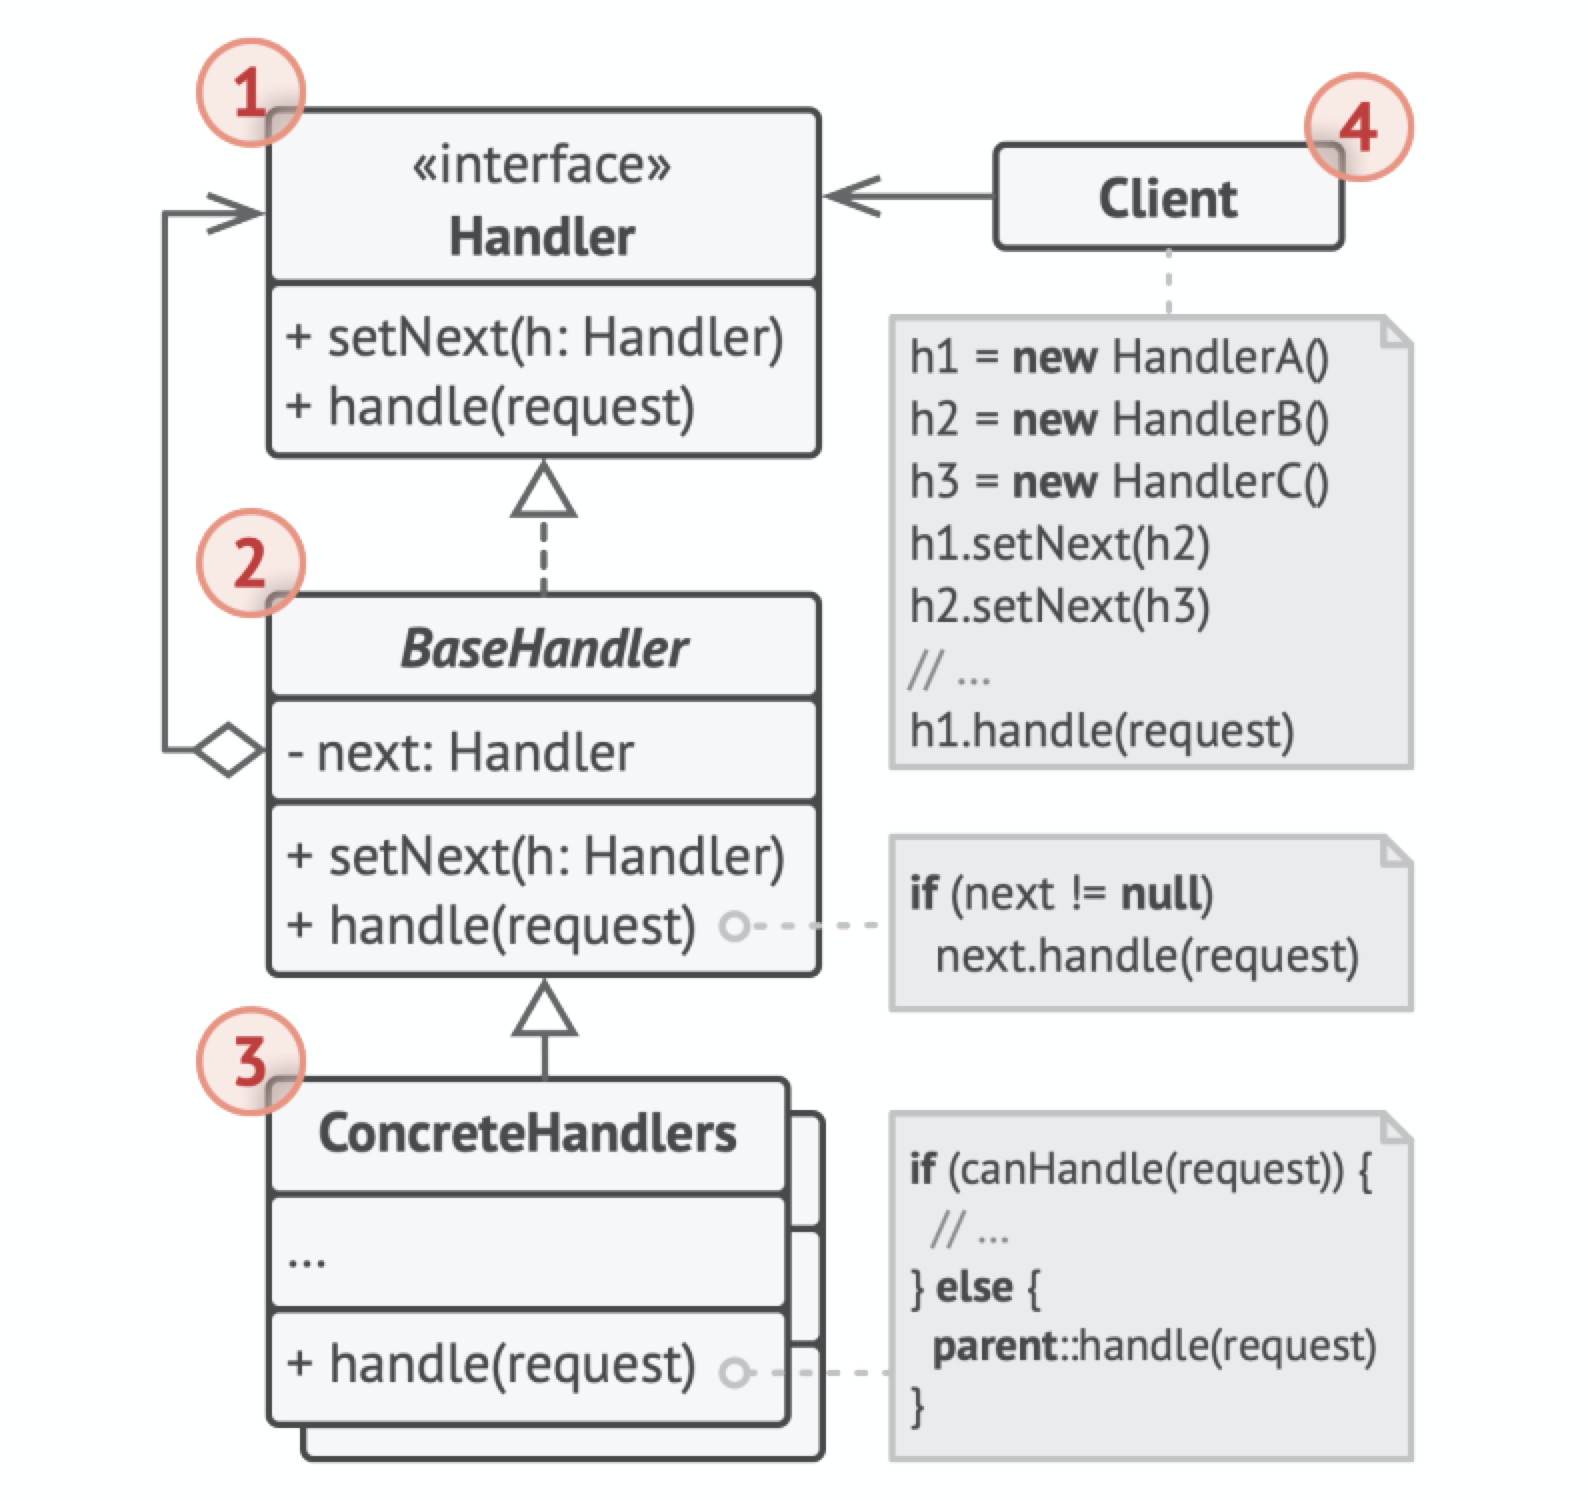 1
«interface»
Handler
+ setNext(h: Handler)
+ handle(request)
2
BaseHandler
- next: Handler
+ setNext(h: Handler)
+ handle(request)
3
ConcreteHandlers
...
+ handle(request)
4
Client
h1 = new HandlerA()
h2 = new HandlerB()
h3 = new HandlerC()
h1.setNext(h2)
h2.setNext(h3)
// ...
h1.handle(request)
if (next != null)
next.handle(request)
if (canHandle(request)) {
// ...
} else {
parent::handle(request)
}